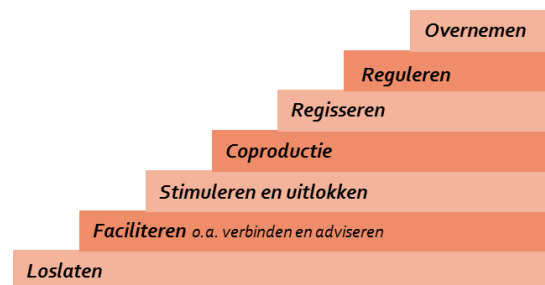 Overnemen
Reguleren
Regisseren
Coproductie
Stimuleren en uitlokken
Faciliteren o.a. verbinden en adviseren
Loslaten